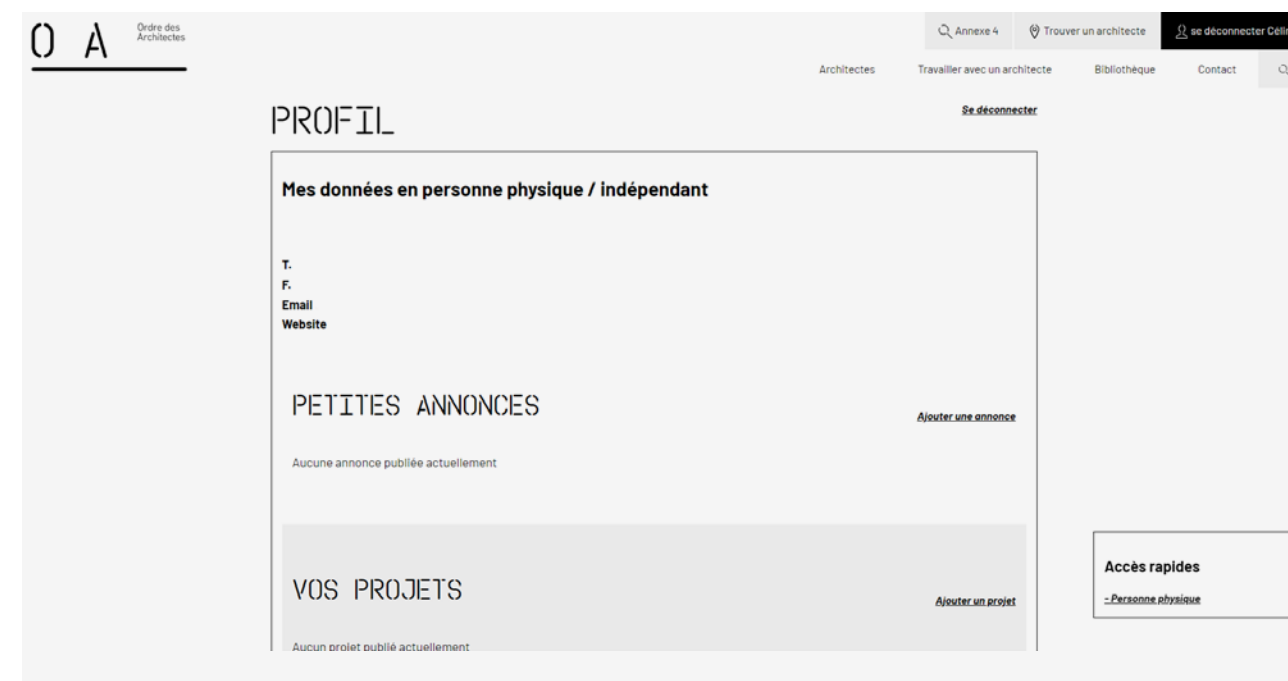 O A
Ordre des
Architectes
Annexe 4
Trouver un architecte
se déconnecter
Architectes
Travailler avec un architecte
Bibliothèque
Contact
PROFIL
Se déconnecter
Mes données en personne physique / indépendant
T.
F.
Email
Website
PETITES ANNONCES
Ajouter une annonce
Aucune annonce publiée actuellement
VOS PROJETS
Ajouter un projet
Aucun projet publié actuellement
Accès rapides
- Personne physique